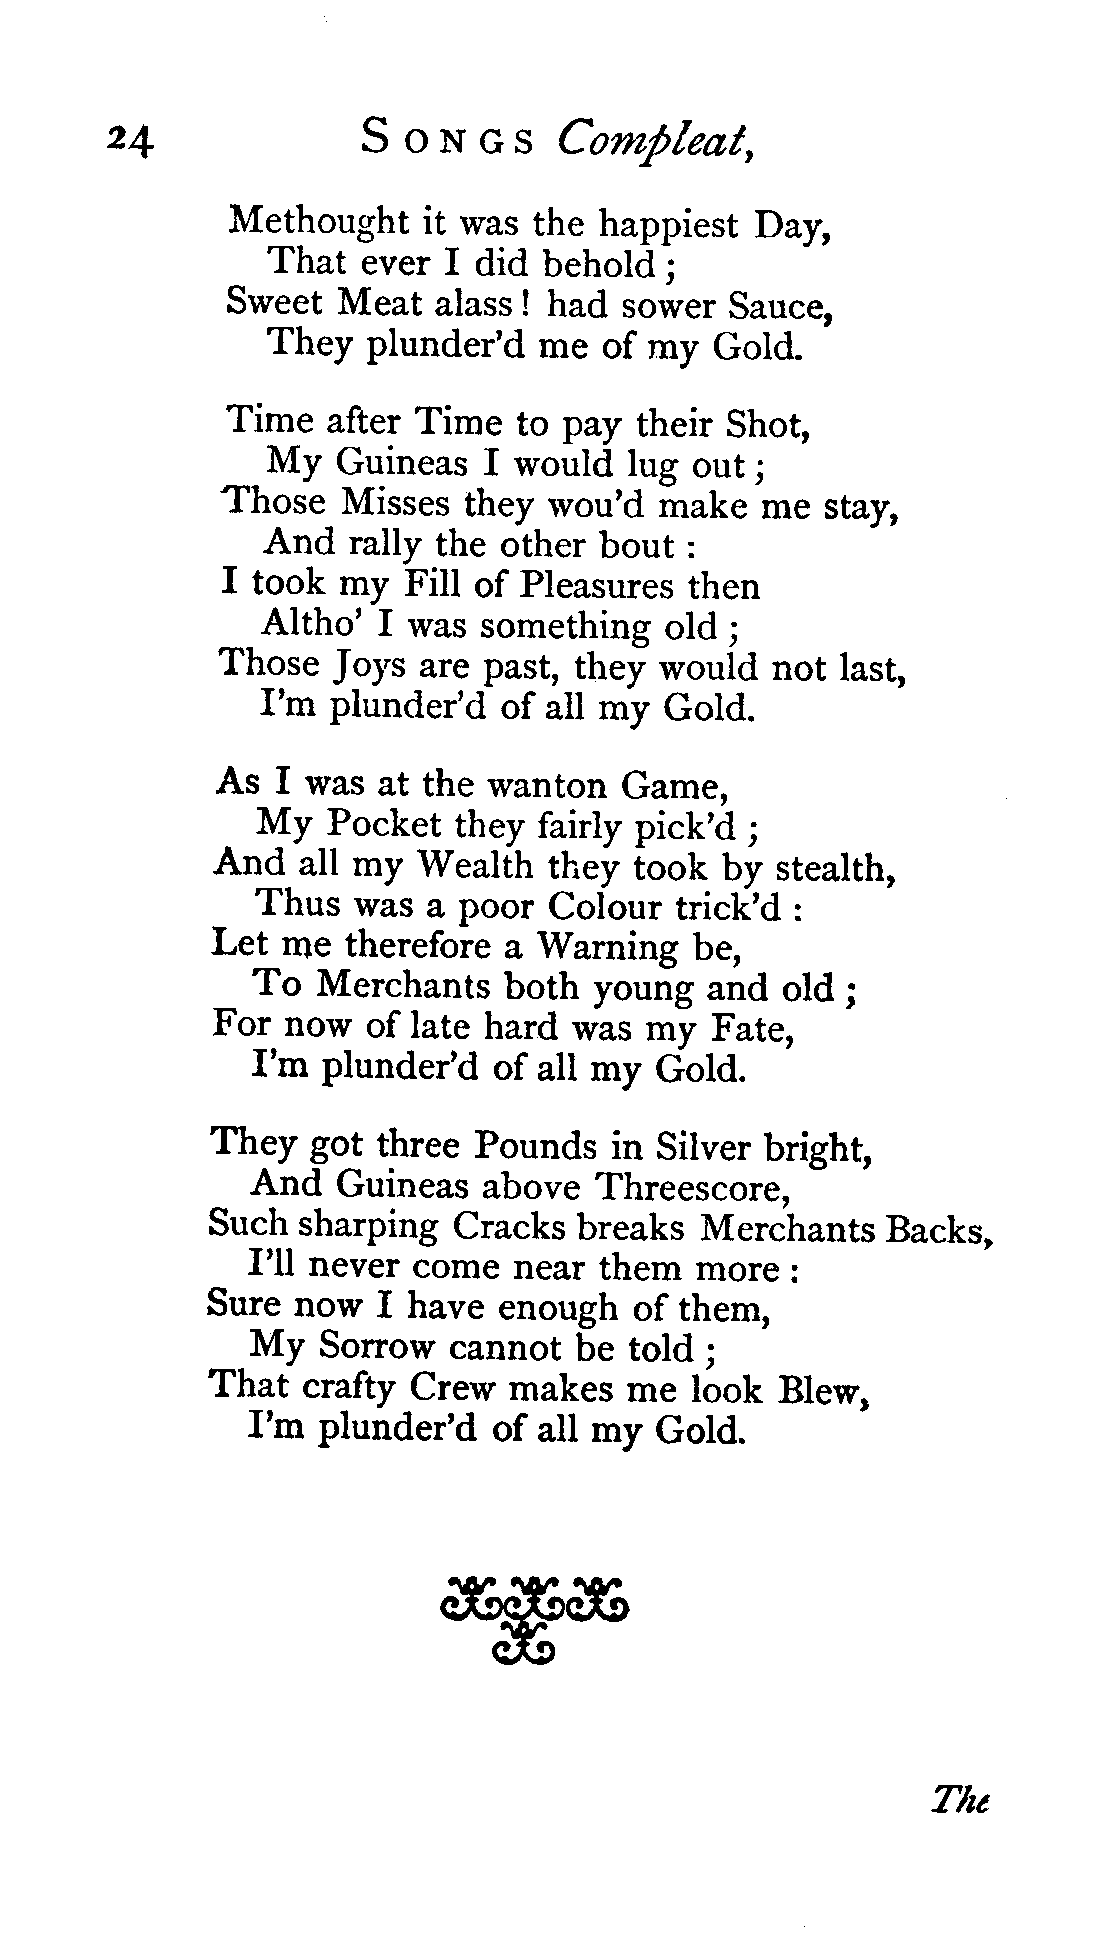 24 SONGS Compleat,
Methought it was the happiest Day,
That ever I did behold ;
Sweet Meat alass ! had sower Sauce,
They plunder'd me of my Gold.
Time after Time to pay their Shot,
My Guineas I would lug out ;
Those Misses they wou'd make me stay,
And rally the other bout :
I took my Fill of Pleasures then
Altho' I was something old ;
Those Joys are past, they would not last,
I'm plunder'd of all my Gold.
As I was at the wanton Game,
My Pocket they fairly pick'd ;
And all my Wealth they took by stealth,
Thus was a poor Colour trick'd :
Let me therefore a Warning be,
To Merchants both young and old ;
For now of late hard was my Fate,
I'm plunder'd of all my Gold.
They got three Pounds in Silver bright,
And Guineas above Threescore,
Such sharping Cracks breaks Merchants Backs,
I'll never come near them more :
Sure now I have enough of them,
My Sorrow cannot be told ;
That crafty Crew makes me look Blew,
I'm plunder'd of all my Gold.
The